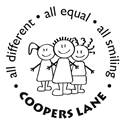 • all different • all equal • all smiling •
COOPERS LANE